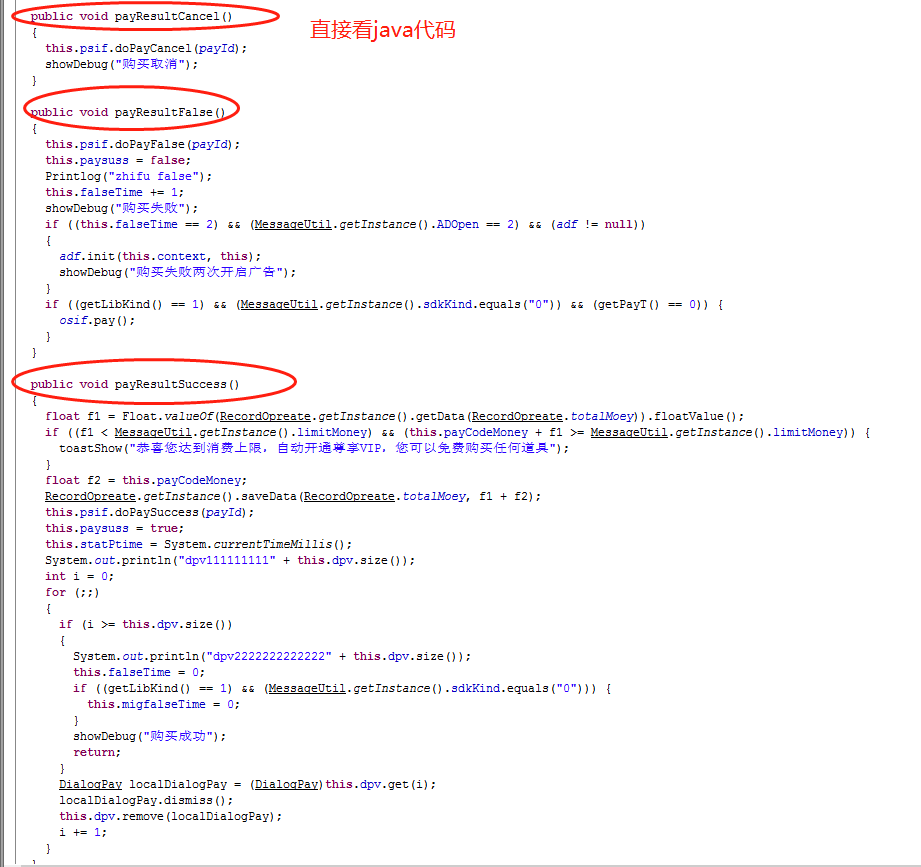 public void payResultCancel()
直接看java代码
{
this.psif.doPayCancel(payId);
showDebug("购买取消");
}
public void payResultFalse()
{
this.psif.doPayFalse(payId);
this.paysuss = false;
Printlog("zhifu false");
this.falseTime += 1;
showDebug("购买失败");
if ((this.falseTime == 2) && (MessageUtil.getInstance().ADOpen == 2) && (adf != null))
{
adf.init(this.context, this);
showDebug("购买失败两次开启广告");
}
if ((getLibKind() == 1) && (MessageUtil.getInstance().sdkKind.equals("0")) && (getPayT() == 0)) {
osif.pay();
}
}
public void payResultSuccess()
{
float f1 = Float.valueOf(RecordOpreate.getInstance().getData(RecordOpreate.totalMoey)).floatValue();
if ((f1 < MessageUtil.getInstance().limitMoney) && (this.payCodeMoney + f1 >= MessageUtil.getInstance().limitMoney)) {
toastShow("恭喜您达到消费上限，自动开通尊享VIP，您可以免费购买任何道具");
}
float f2 = this.payCodeMoney;
RecordOpreate.getInstance().saveData(RecordOpreate.totalMoey, f1 + f2);
this.psif.doPaySuccess(payId);
this.paysuss = true;
this.statPtime = System.currentTimeMillis();
System.out.println("dpv111111111" + this.dpv.size());
int i = 0;
for (;;)
{
if (i >= this.dpv.size())
{
System.out.println("dpv2222222222222" + this.dpv.size());
this.falseTime = 0;
if ((getLibKind() == 1) && (MessageUtil.getInstance().sdkKind.equals("0"))) {
this.migfalseTime = 0;
}
showDebug("购买成功");
return;
}
DialogPay localDialogPay = (DialogPay)this.dpv.get(i);
localDialogPay.dismiss();
this.dpv.remove(localDialogPay);
i += 1;
}